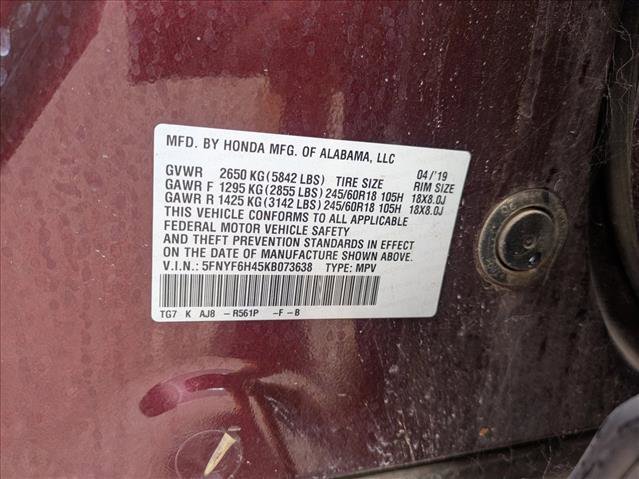 MFD. BY HONDA MFG. OF ALABAMA, LLC
GVWR 2650 KG (5842 LBS) TIRE SIZE 04/'19 RIM SIZE
GAWR F 1295 KG (2855 LBS) 245/60R18 105H 18X8.0J
GAWR R 1425 KG (3142 LBS) 245/60R18 105H 18X8.0J
THIS VEHICLE CONFORMS TO ALL APPLICABLE
FEDERAL MOTOR VEHICLE SAFETY
AND THEFT PREVENTION STANDARDS IN EFFECT
ON THE DATE OF MANUFACTURE SHOWN ABOVE.
V.I.N.: 5FNYF6H45KB073638 TYPE: MPV
TG7 K AJ8 -R561P -F-B